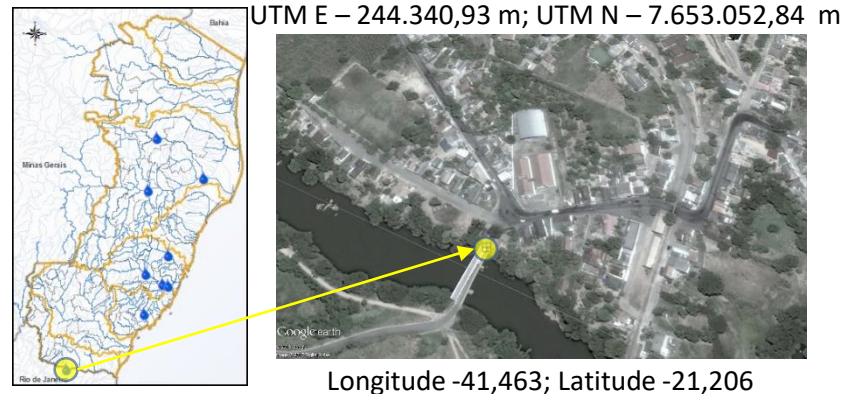 UTM E – 244.340,93 m; UTM N – 7.653.052,84 m
Bahia
Minas Gerais
Rio de Jane
Google earth
Longitude -41,463; Latitude -21,206